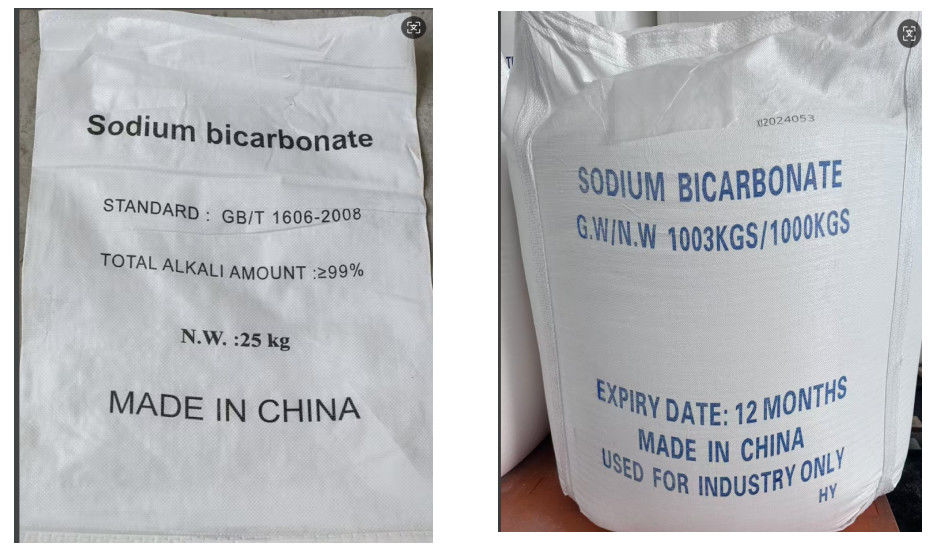 Sodium bicarbonate
STANDARD : GB/T 1606-2008
TOTAL ALKALI AMOUNT :≥99%
N.W. :25 kg
MADE IN CHINA
X12024053
SODIUM BICARBONATE
G.W/N.W 1003KGS/1000KGS
EXPIRY DATE: 12 MONTHS
MADE IN CHINA
USED FOR INDUSTRY ONLY
HY